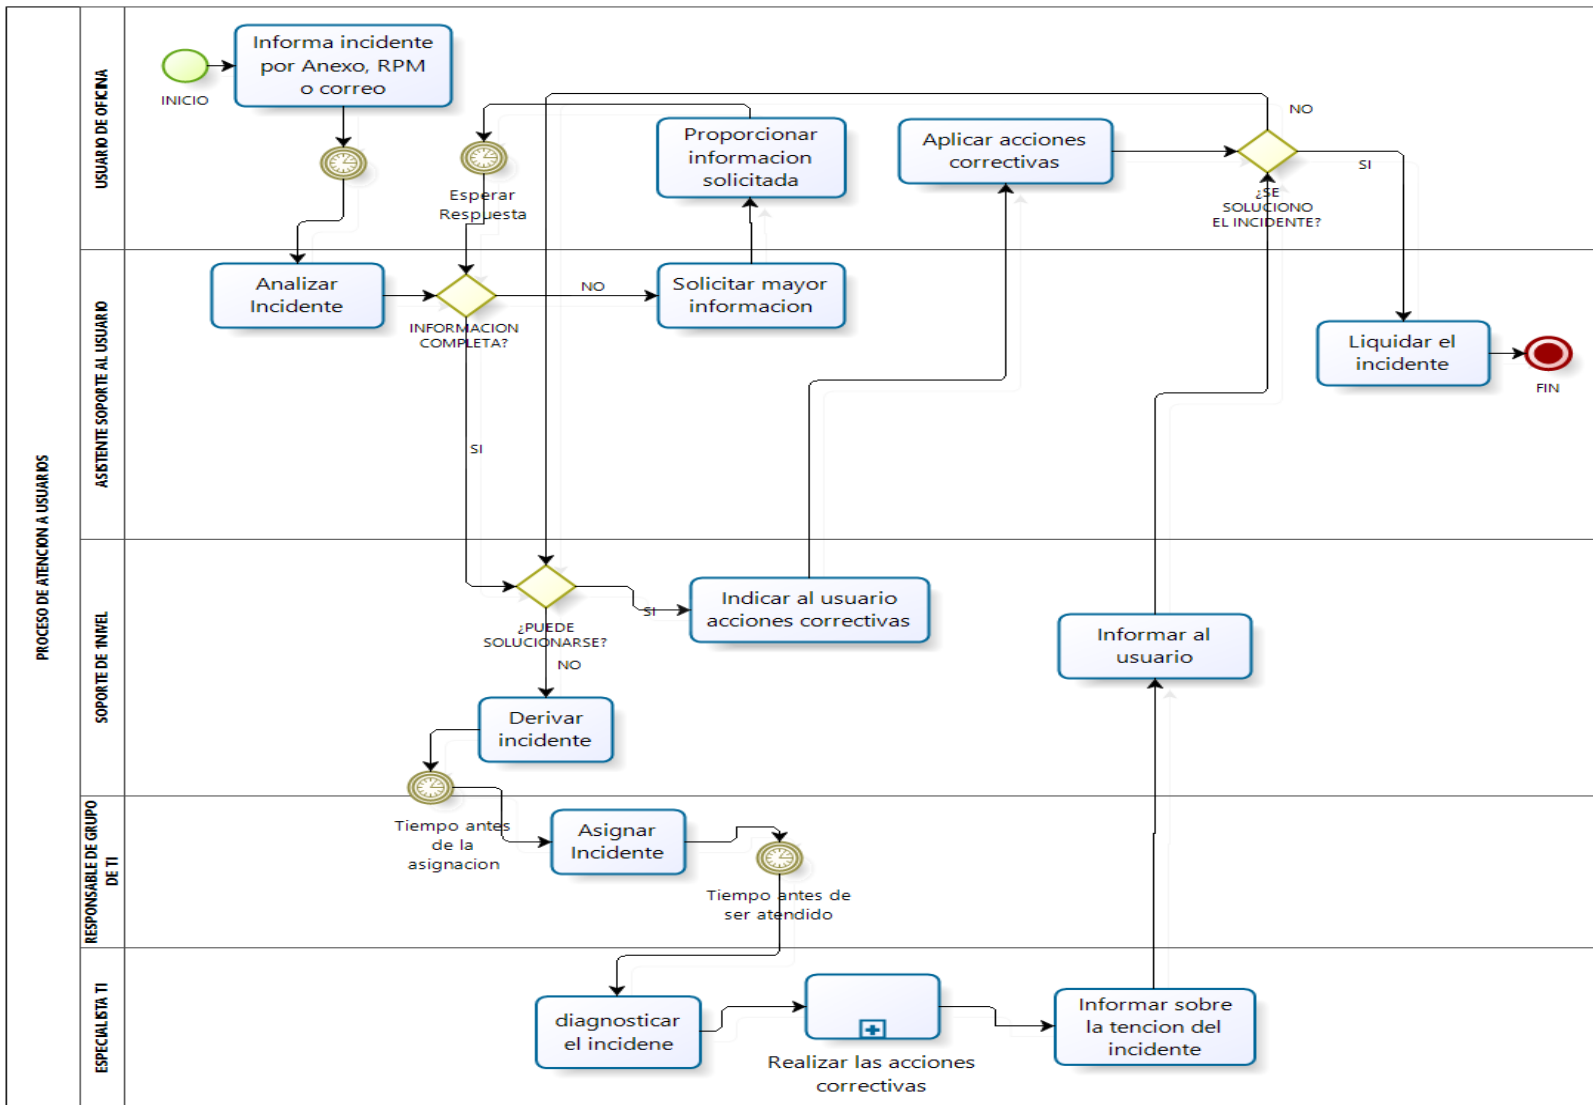 PROCESO DE ATENCION A USUARIOS
USUARIO DE OFICINA
INICIO
Informa incidente
por Anexo, RPM
o correo
Esperar
Respuesta
Proporcionar
informacion
solicitada
Aplicar acciones
correctivas
NO
SI
¿SE
SOLUCIONO
EL INCIDENTE?
ASISTENTE SOPORTE AL USUARIO
Analizar
Incidente
INFORMACION
COMPLETA?
NO
SI
Solicitar mayor
informacion
Liquidar el
incidente
FIN
SOPORTE DE 1NIVEL
¿PUEDE
SOLUCIONARSE?
SI
NO
Indicar al usuario
acciones correctivas
Informar al
usuario
Derivar
incidente
Tiempo antes
de la
asignacion
RESPONSABLE DE GRUPO
DE TI
Asignar
Incidente
Tiempo antes de
ser atendido
ESPECIALISTA TI
diagnosticar
el incidene
Realizar las acciones
correctivas
Informar sobre
la tencion del
incidente